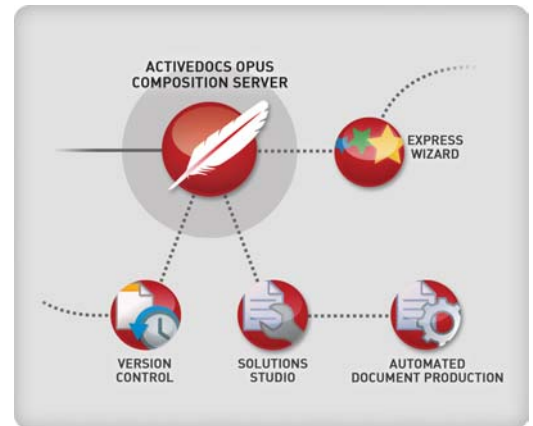 ACTIVEDOCS OPUS
COMPOSITION SERVER
EXPRESS
WIZARD
VERSION
CONTROL
SOLUTIONS
STUDIO
AUTOMATED
DOCUMENT PRODUCTION